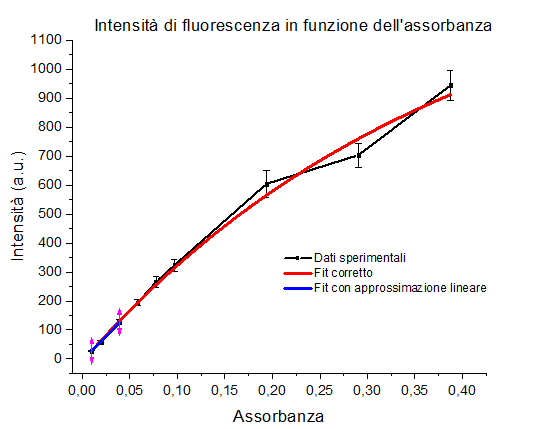 Intensità di fluorescenza in funzione dell'assorbanza
1100
1000
900
800
700
600
500
400
300
200
100
0
Intensità (a.u.)
Dati sperimentali
Fit corretto
Fit con approssimazione lineare
0,00 0,05 0,10 0,15 0,20 0,25 0,30 0,35 0,40
Assorbanza